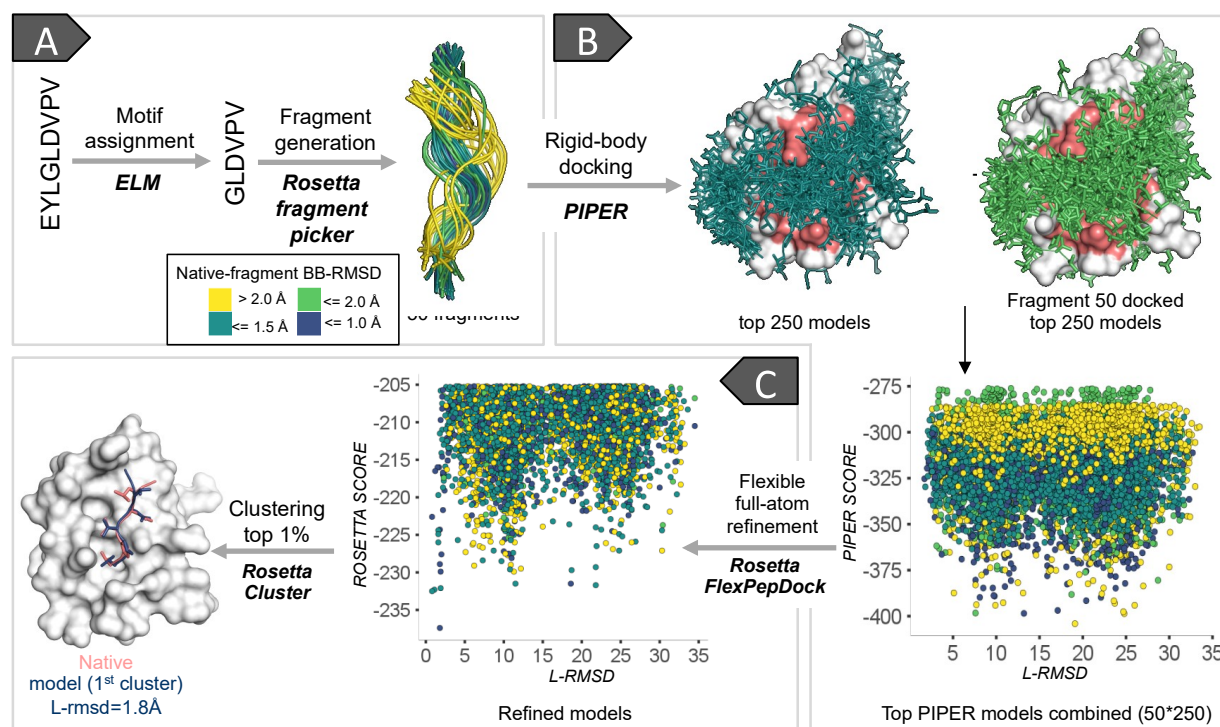 A
EYLGLDVPV
Motif
assignment
ELM
GLDVPV
Fragment
generation
Rosetta
fragment
picker
Native-fragment BB-RMSD
> 2.0 Å
<= 2.0 Å
<= 1.5 Å
<= 1.0 Å
fragments
B
Rigid-body
docking
PIPER
top 250 models
Fragment 50 docked
top 250 models
-275
-300
-325
-350
-375
-400
PIPER SCORE
5
10
15
20
25
30
35
L-RMSD
Top PIPER models combined (50*250)
C
Flexible
full-atom
refinement
Rosetta
FlexPepDock
-205
-210
-215
-220
-225
-230
-235
ROSETTA SCORE
0
5
10
15
20
25
30
35
L-RMSD
Refined models
Clustering
top 1%
Rosetta
Cluster
Native
model (1st cluster)
L-rmsd=1.8Å